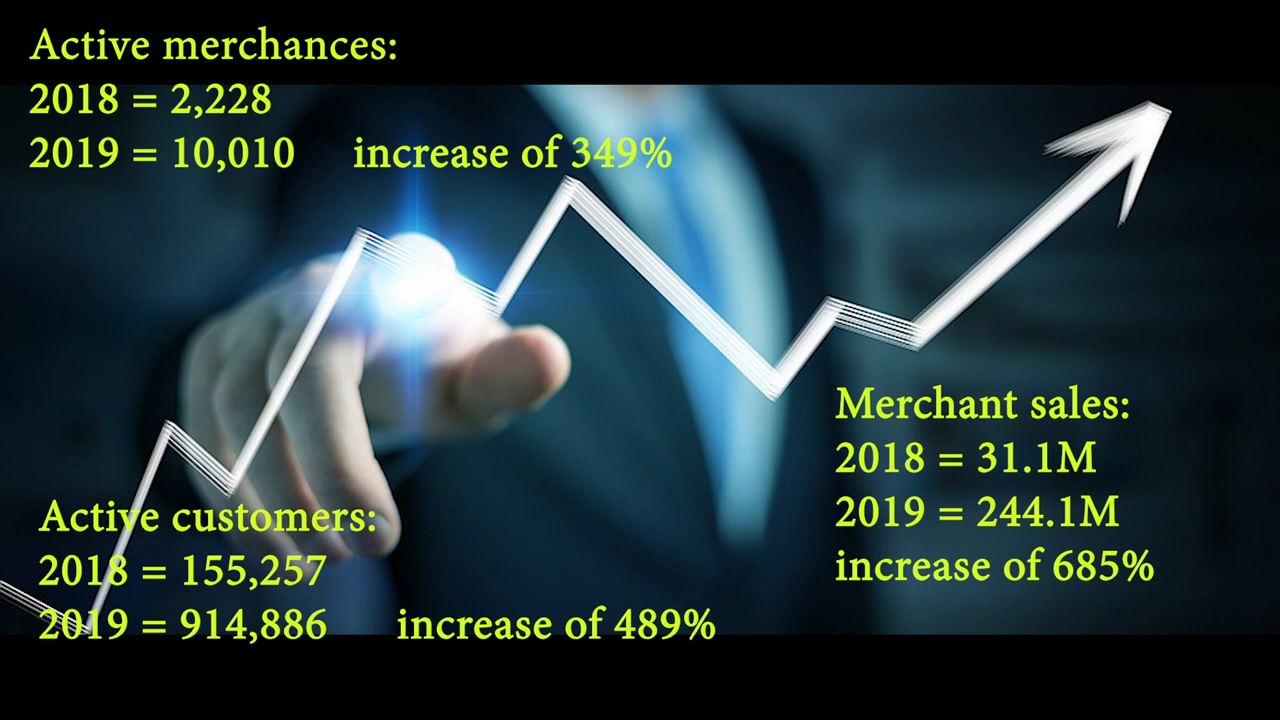 Active merchances:
2018 = 2,228
2019 = 10,010 increase of 349%
Merchant sales:
2018 = 31.1M
2019 = 244.1M
increase of 685%
Active customers:
2018 = 155,257
2019 = 914,886 increase of 489%